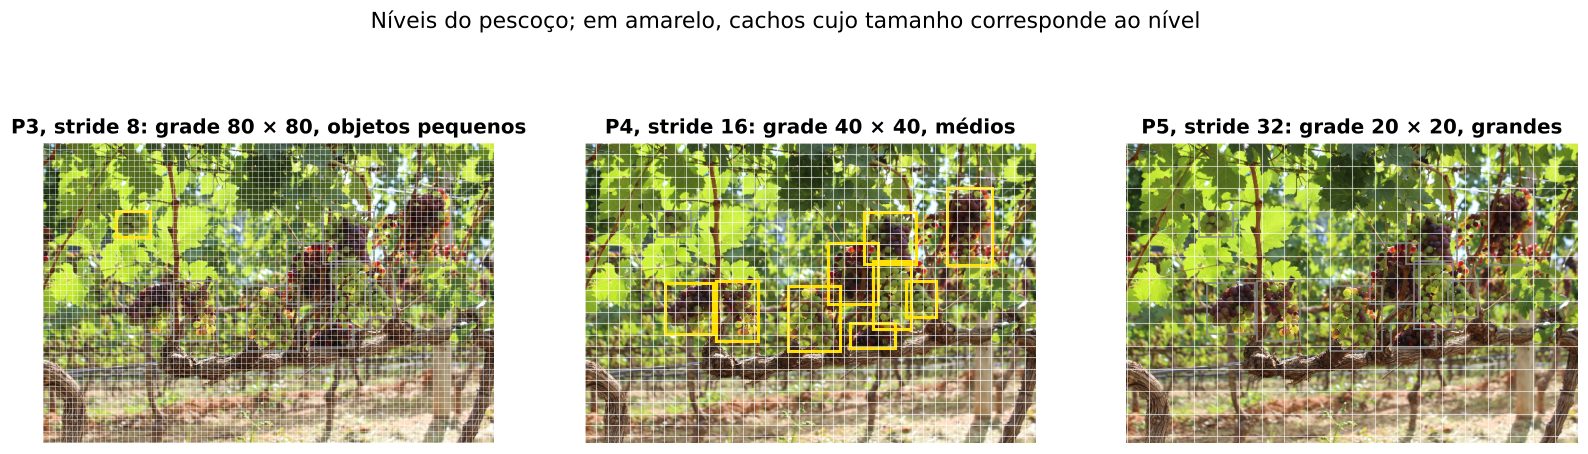 Níveis do pescoço; em amarelo, cachos cujo tamanho corresponde ao nível
P3, stride 8: grade 80 × 80, objetos pequenos
P4, stride 16: grade 40 × 40, médios
P5, stride 32: grade 20 × 20, grandes